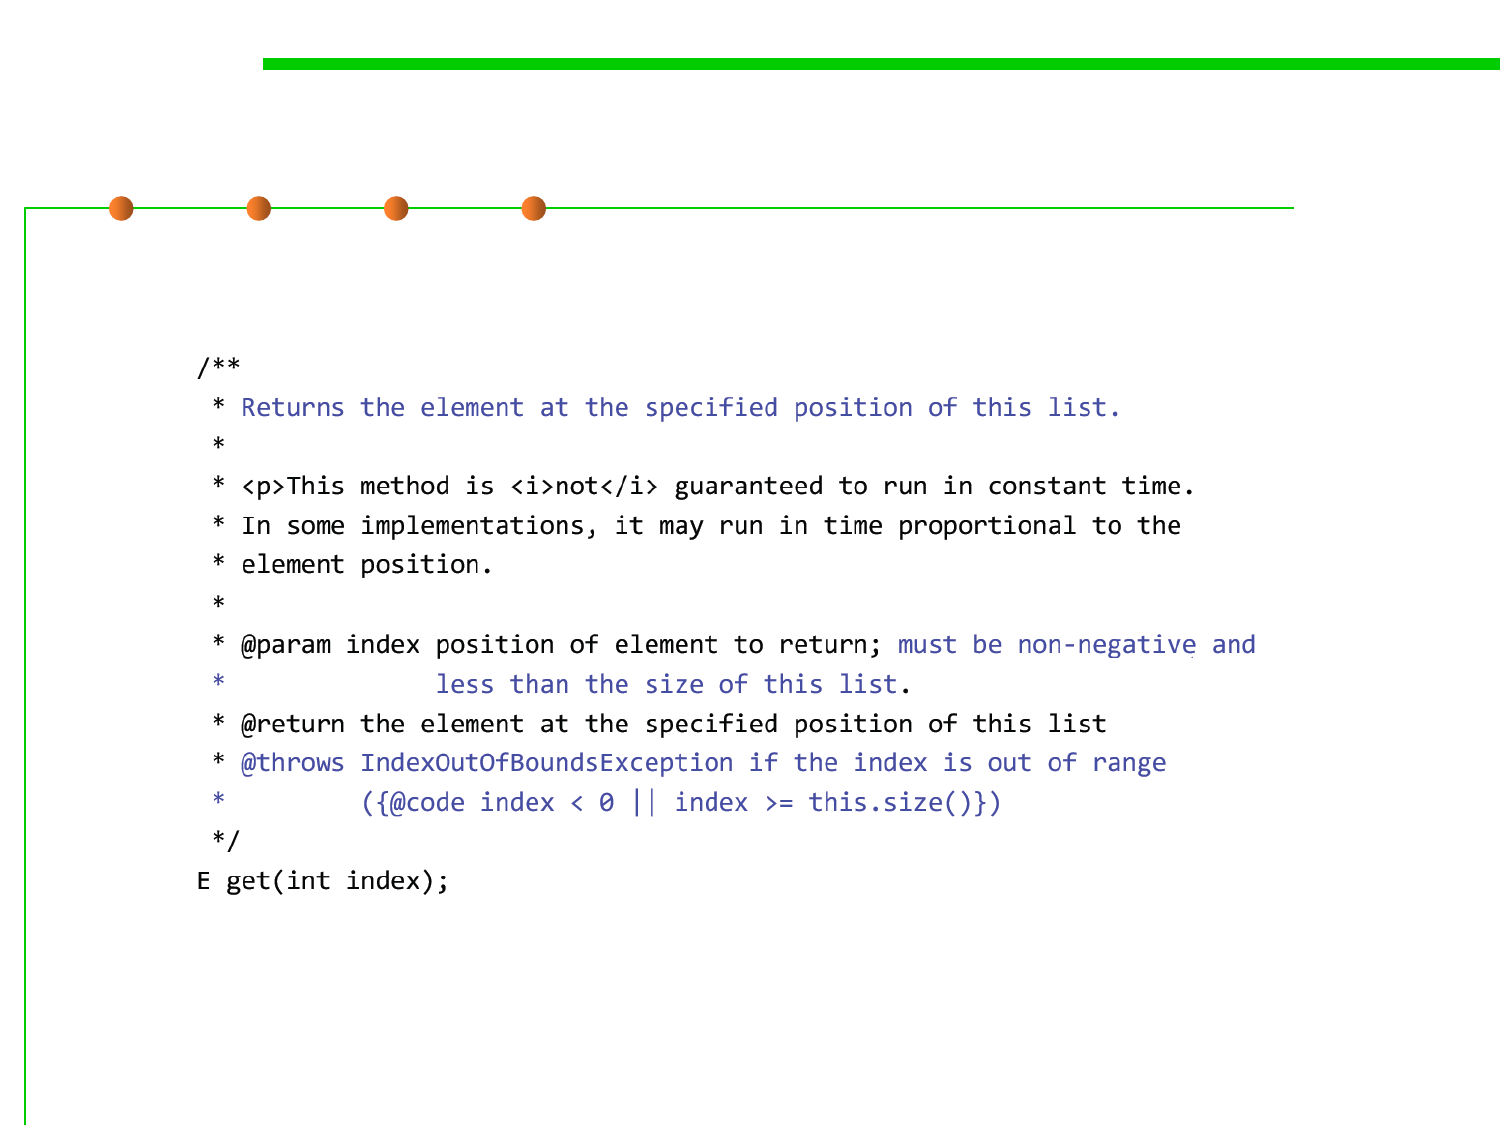 /**
 * Returns the element at the specified position of this list.
 *
 * <p>This method is <i>not</i> guaranteed to run in constant time.
 * In some implementations, it may run in time proportional to the
 * element position.
 *
 * @param index position of element to return; must be non-negative and
 *              less than the size of this list.
 * @return the element at the specified position of this list
 * @throws IndexOutOfBoundsException if the index is out of range
 *         ({@code index < 0 || index >= this.size()})
 */
E get(int index);